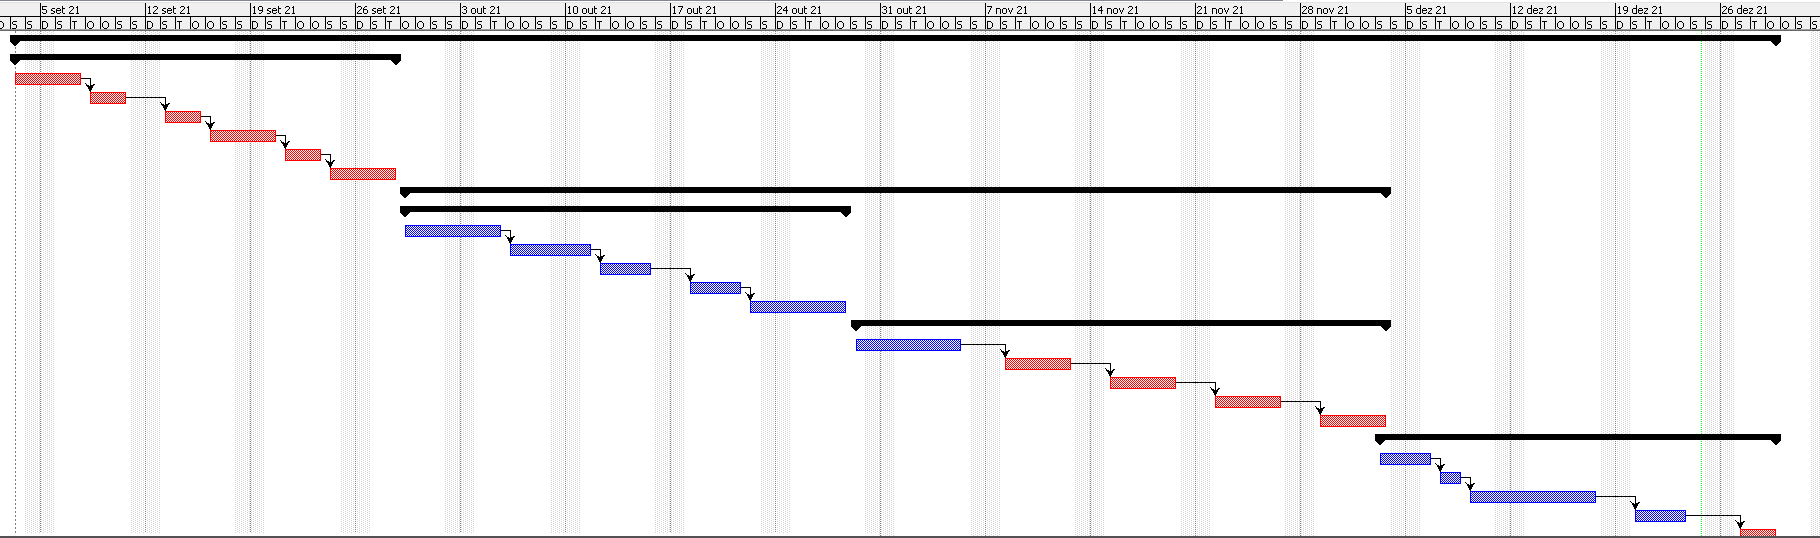 5 set 21 12 set 21 19 set 21 26 set 21 3 out 21 10 out 21 17 out 21 24 out 21 31 out 21 7 nov 21 14 nov 21 21 nov 21 28 nov 21 5 dez 21 12 dez 21 19 dez 21 26 dez 21
O S S D S T O O S S D S T O O S S D S T O O S S D S T O O S S D S T O O S S D S T O O S S D S T O O S S D S T O O S S D S T O O S S D S T O O S S D S T O O S S D S T O O S S D S T O O S S D S T O O S S D S T O O S S D S T O O S S D S T O O S S